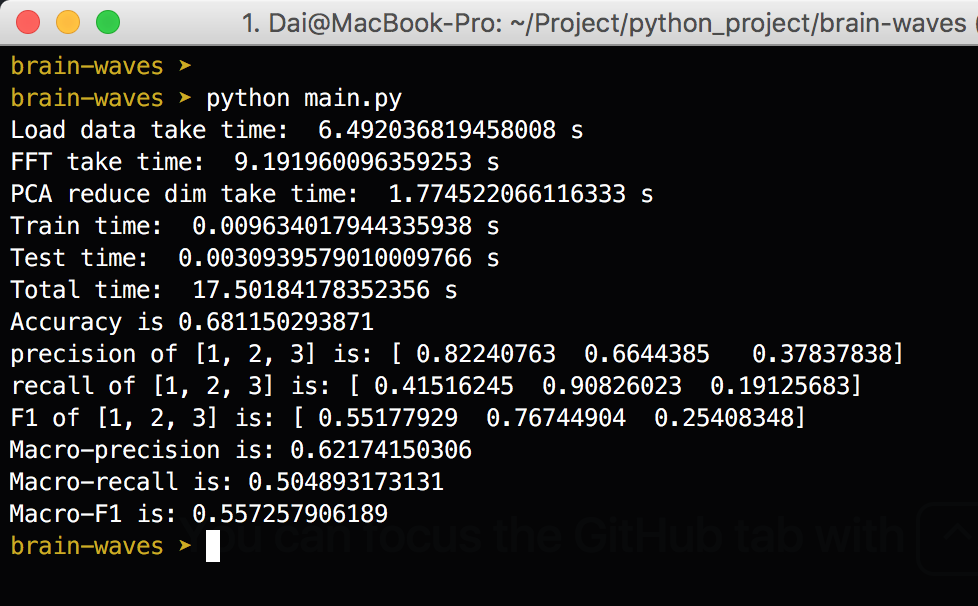 1. Dai@MacBook-Pro: ~/Project/python_project/brain-waves (
brain-waves ➤
brain-waves ➤ python main.py
Load data take time:  6.492036819458008 s
FFT take time:  9.191960096359253 s
PCA reduce dim take time:  1.774522066116333 s
Train time:  0.009634017944335938 s
Test time:  0.0030939579010009766 s
Total time:  17.50184178352356 s
Accuracy is 0.681150293871
precision of [1, 2, 3] is: [ 0.82240763  0.6644385   0.37837838]
recall of [1, 2, 3] is: [ 0.41516245  0.90826023  0.19125683]
F1 of [1, 2, 3] is: [ 0.55177929  0.76744904  0.25408348]
Macro-precision is: 0.62174150306
Macro-recall is: 0.504893173131
Macro-F1 is: 0.557257906189
brain-waves ➤
You can focus the GitHub tab with